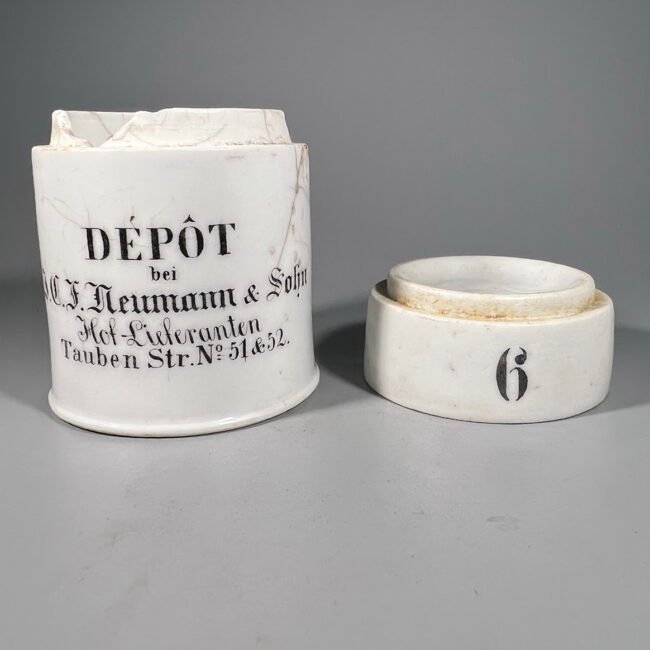 DÉPÔT
bei
C.F. Neumann & Sohn
Hof-Lieferanten
Tauben Str. No. 51 & 52.
6